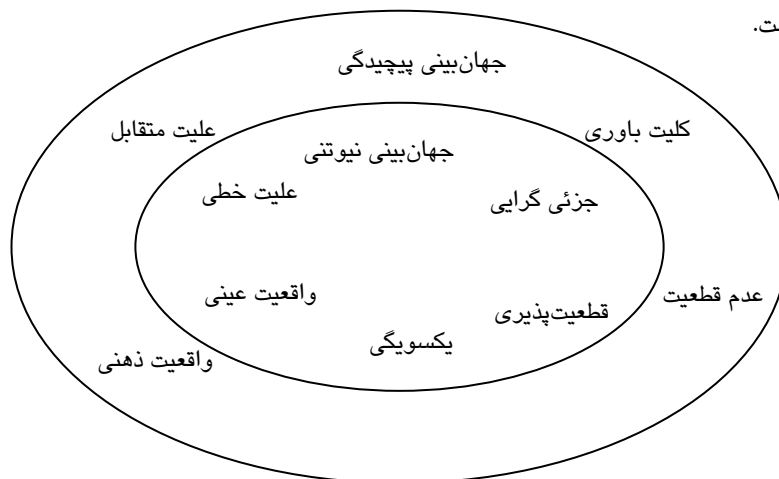 ت.
جهان‌بینی پیچیدگی
کلیت باوری
علیت متقابل
جهان‌بینی نیوتنی
جزئی گرایی
علیت خطی
عدم قطعیت
قطعیت‌پذیری
واقعیت عینی
یکسویگی
واقعیت ذهنی